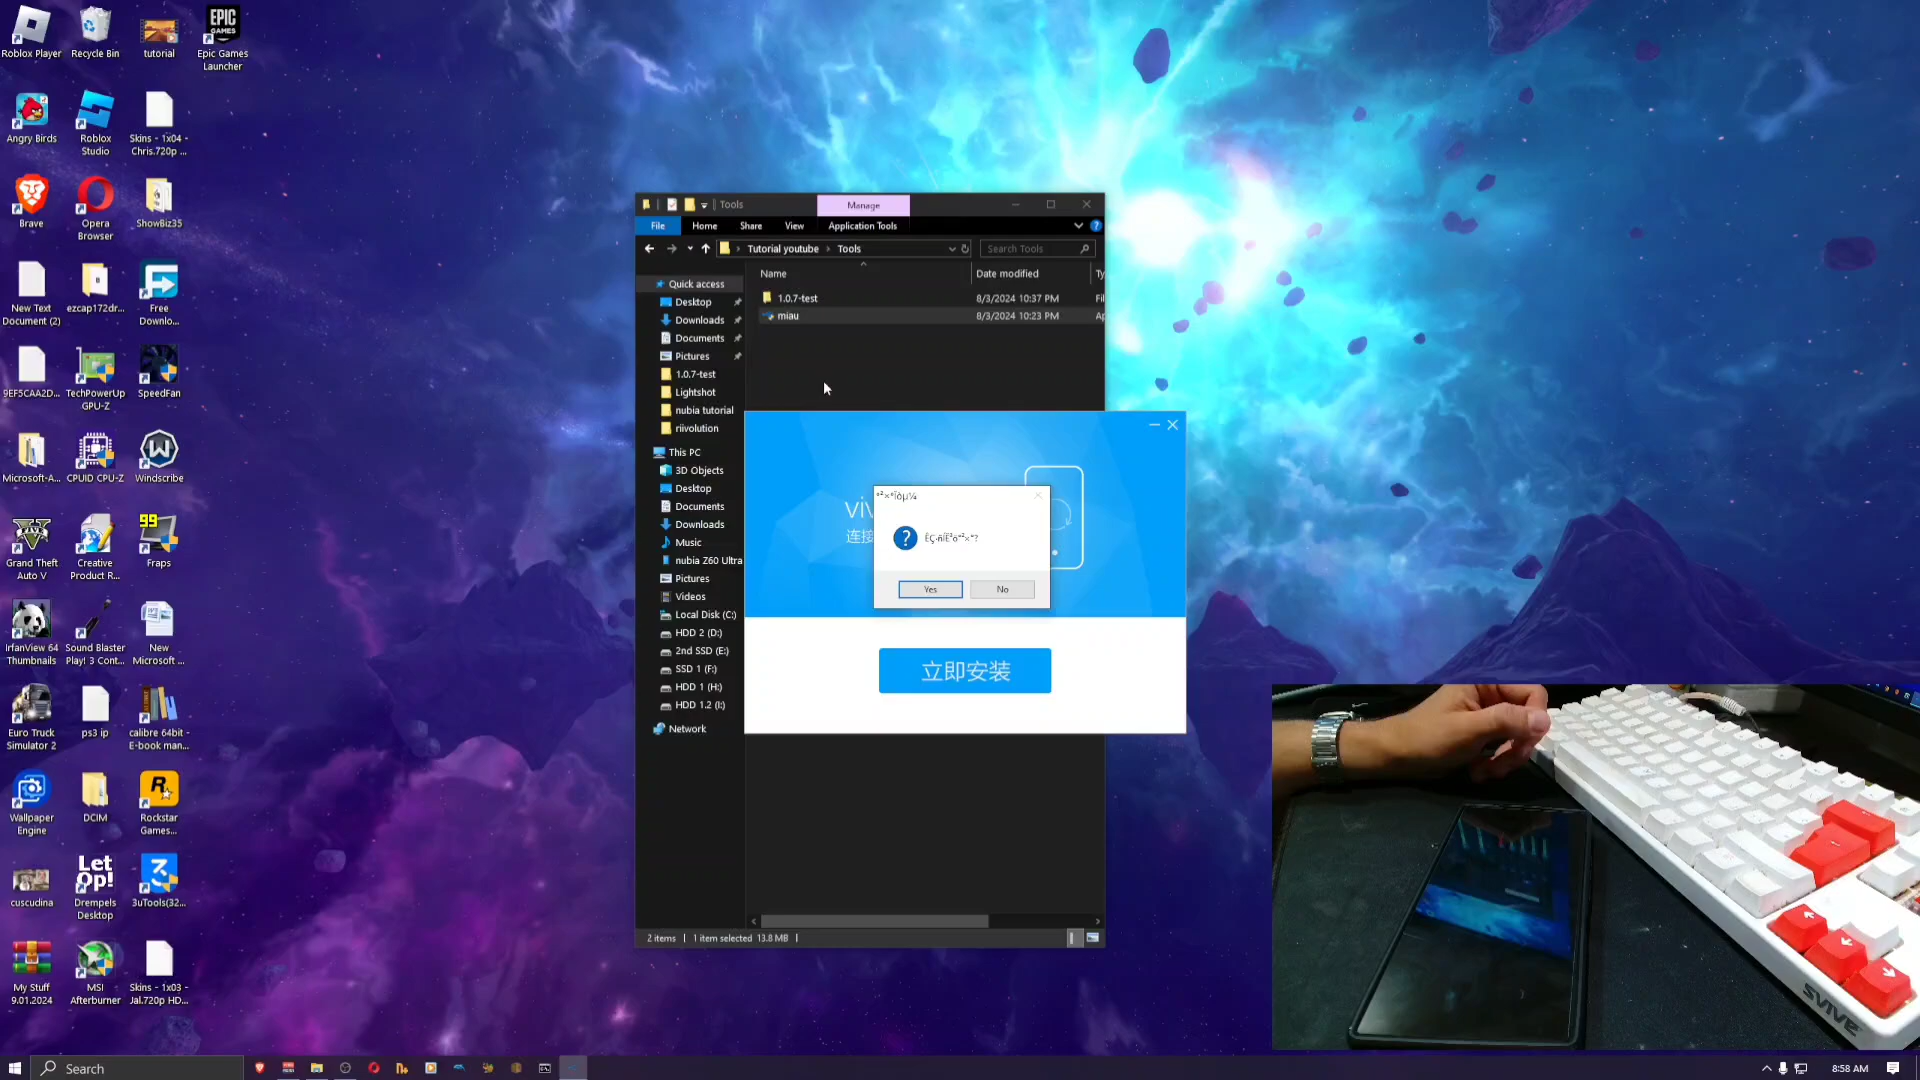 Roblox Player
Recycle Bin
tutorial
EPIC
GAMES
Epic Games
Launcher
Angry Birds
Roblox
Studio
Skins - 1x04 -
Chris.720p ...
Brave
Opera
Browser
ShowBiz35
New Text
Document (2)
ezcap172dr...
Free
Downlo...
9EF5CAA2D...
TechPowerUp
GPU-Z
SpeedFan
Microsoft-A...
CPUID CPU-Z
Windscribe
Grand Theft
Auto V
Creative
Product R...
99
Fraps
IrfanView 64
Thumbnails
Sound Blaster
Play! 3 Cont...
New
Microsoft ...
Euro Truck
Simulator 2
ps3 ip
calibre 64bit -
E-book man...
Wallpaper
Engine
DCIM
Rockstar
Games...
cuscudina
Let
Op!
Drempels
Desktop
3uTools(32...
My Stuff
9.01.2024
MSI
Afterburner
Skins - 1x03 -
Jal.720p HD...
Tools
Manage
File
Home
Share
View
Application Tools
Tutorial youtube > Tools
Search Tools
Name
Date modified
Ty
1.0.7-test
8/3/2024 10:37 PM
Fil
miau
8/3/2024 10:23 PM
Ap
Quick access
Desktop
Downloads
Documents
Pictures
1.0.7-test
Lightshot
nubia tutorial
riivolution
This PC
3D Objects
Desktop
Documents
Downloads
Music
nubia Z60 Ultra
Pictures
Videos
Local Disk (C:)
HDD 2 (D:)
2nd SSD (E:)
SSD 1 (F:)
HDD 1 (H:)
HDD 1.2 (I:)
Network
连接
Yes
No
立即安装
2 items
1 item selected 13.8 MB
SVIVE
Search
8:58 AM